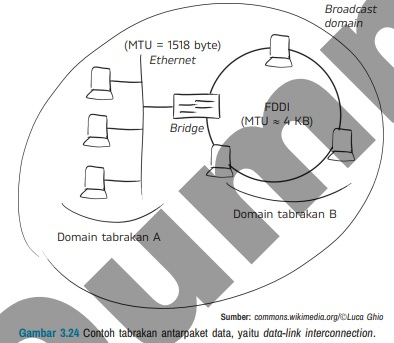 Broadcast
domain
(MTU = 1518 byte)
Ethernet
FDDI
(MTU ≈ 4 KB)
Bridge
Domain tabrakan B
Domain tabrakan A
Sumber: commons.wikimedia.org/©Luca Ghio
Gambar 3.24 Contoh tabrakan antarpaket data, yaitu data-link interconnection.